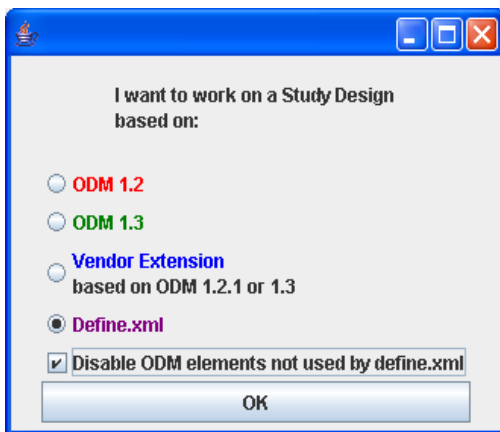 I want to work on a Study Design
based on:
ODM 1.2
ODM 1.3
Vendor Extension
based on ODM 1.2.1 or 1.3
Define.xml
Disable ODM elements not used by define.xml
OK